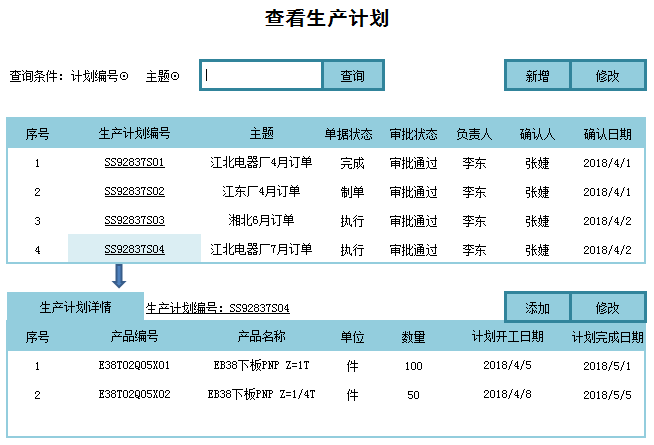 查看生产计划
查询条件：计划编号⊙ 主题⊙ 查询 新增 修改
序号 生产计划编号 主题 单据状态 审批状态 负责人 确认人 确认日期
1 SS92837S01 江北电器厂4月订单 完成 审批通过 李东 张婕 2018/4/1
2 SS92837S02 江东厂4月订单 制单 审批通过 李东 张婕 2018/4/1
3 SS92837S03 湘北6月订单 执行 审批通过 李东 张婕 2018/4/2
4 SS92837S04 江北电器厂7月订单 执行 审批通过 李东 张婕 2018/4/2
生产计划详情 生产计划编号：SS92837S04 添加 修改
序号 产品编号 产品名称 单位 数量 计划开工日期 计划完成日期
1 E38T02Q05X01 EB38下板PNP Z=1T 件 100 2018/4/5 2018/5/1
2 E38T02Q05X02 EB38下板PNP Z=1/4T 件 50 2018/4/8 2018/5/5